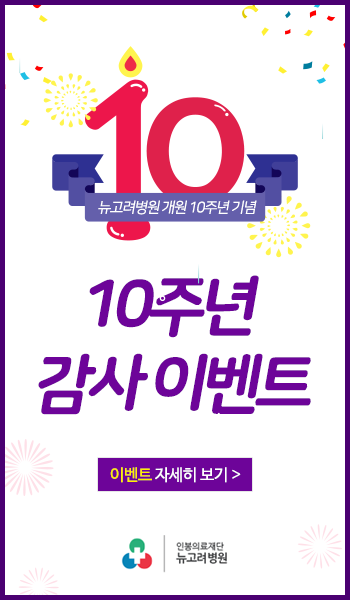 10
뉴고려병원 개원 10주년 기념
10주년
감사 이벤트
이벤트 자세히 보기 >
인봉의료재단
뉴고려병원